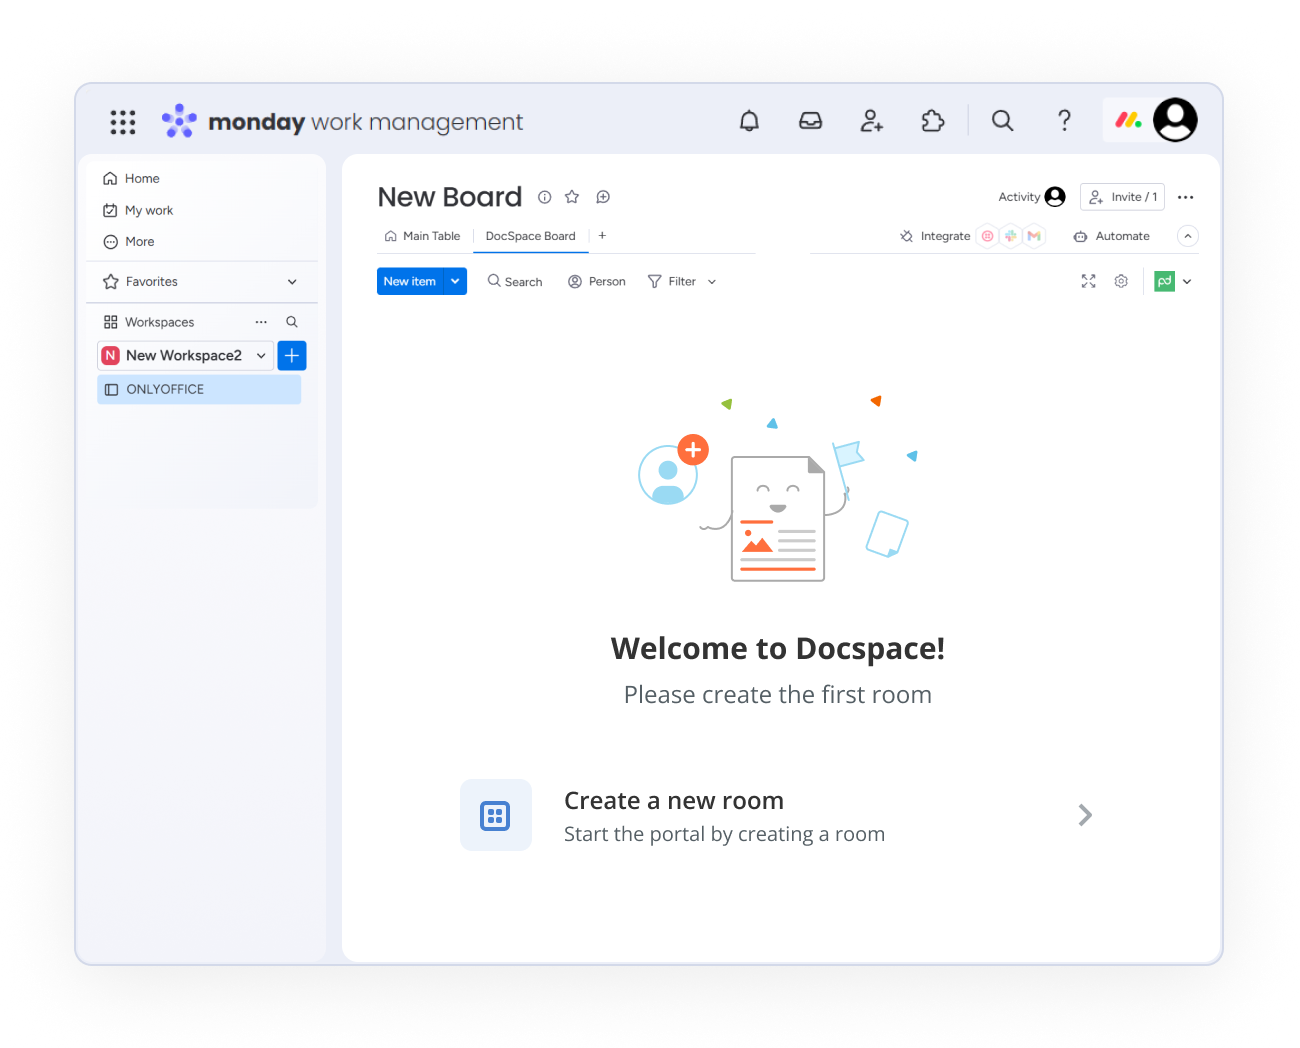 monday work management
Home
My work
More
Favorites
Workspaces
N New Workspace2
ONLYOFFICE
New Board
Activity
Invite / 1
Main Table
DocSpace Board
Integrate
Automate
New item
Search
Person
Filter
pd
Welcome to Docspace!
Please create the first room
Create a new room
Start the portal by creating a room